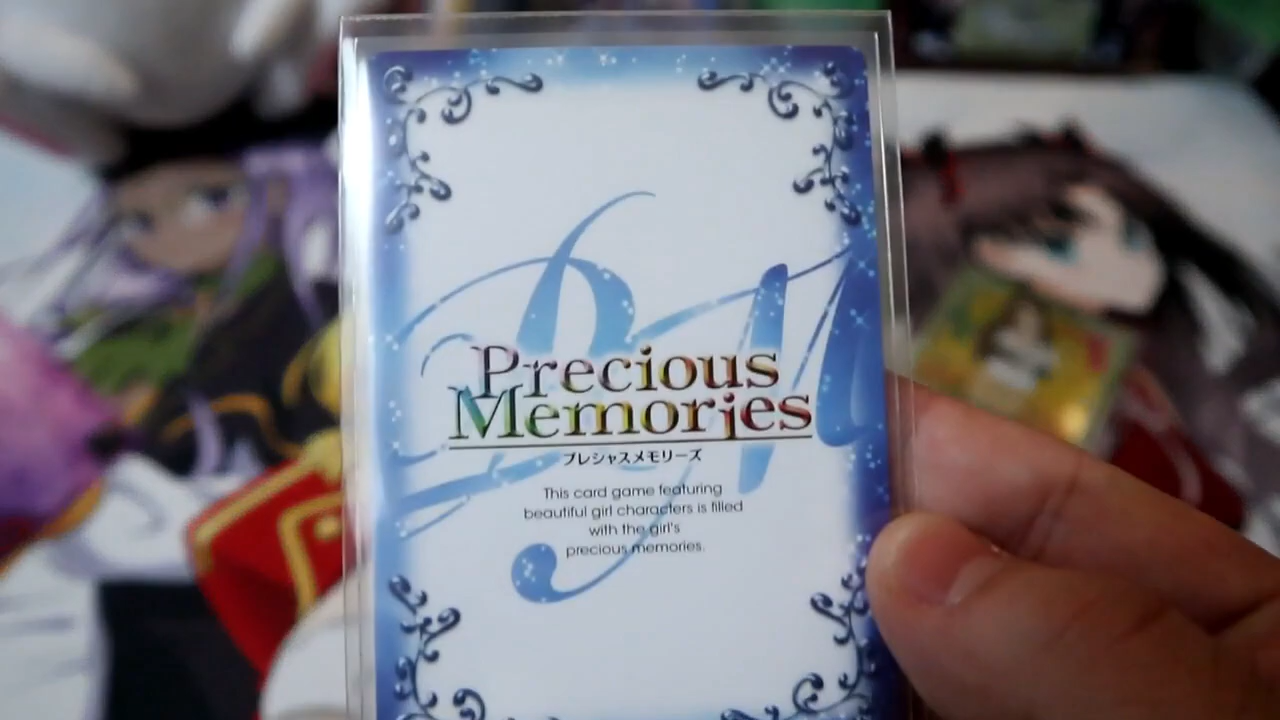 Precious
Memories
プレシャスメモリーズ
This card game featuring
beautiful girl characters is filled
with the girl's
precious memories.